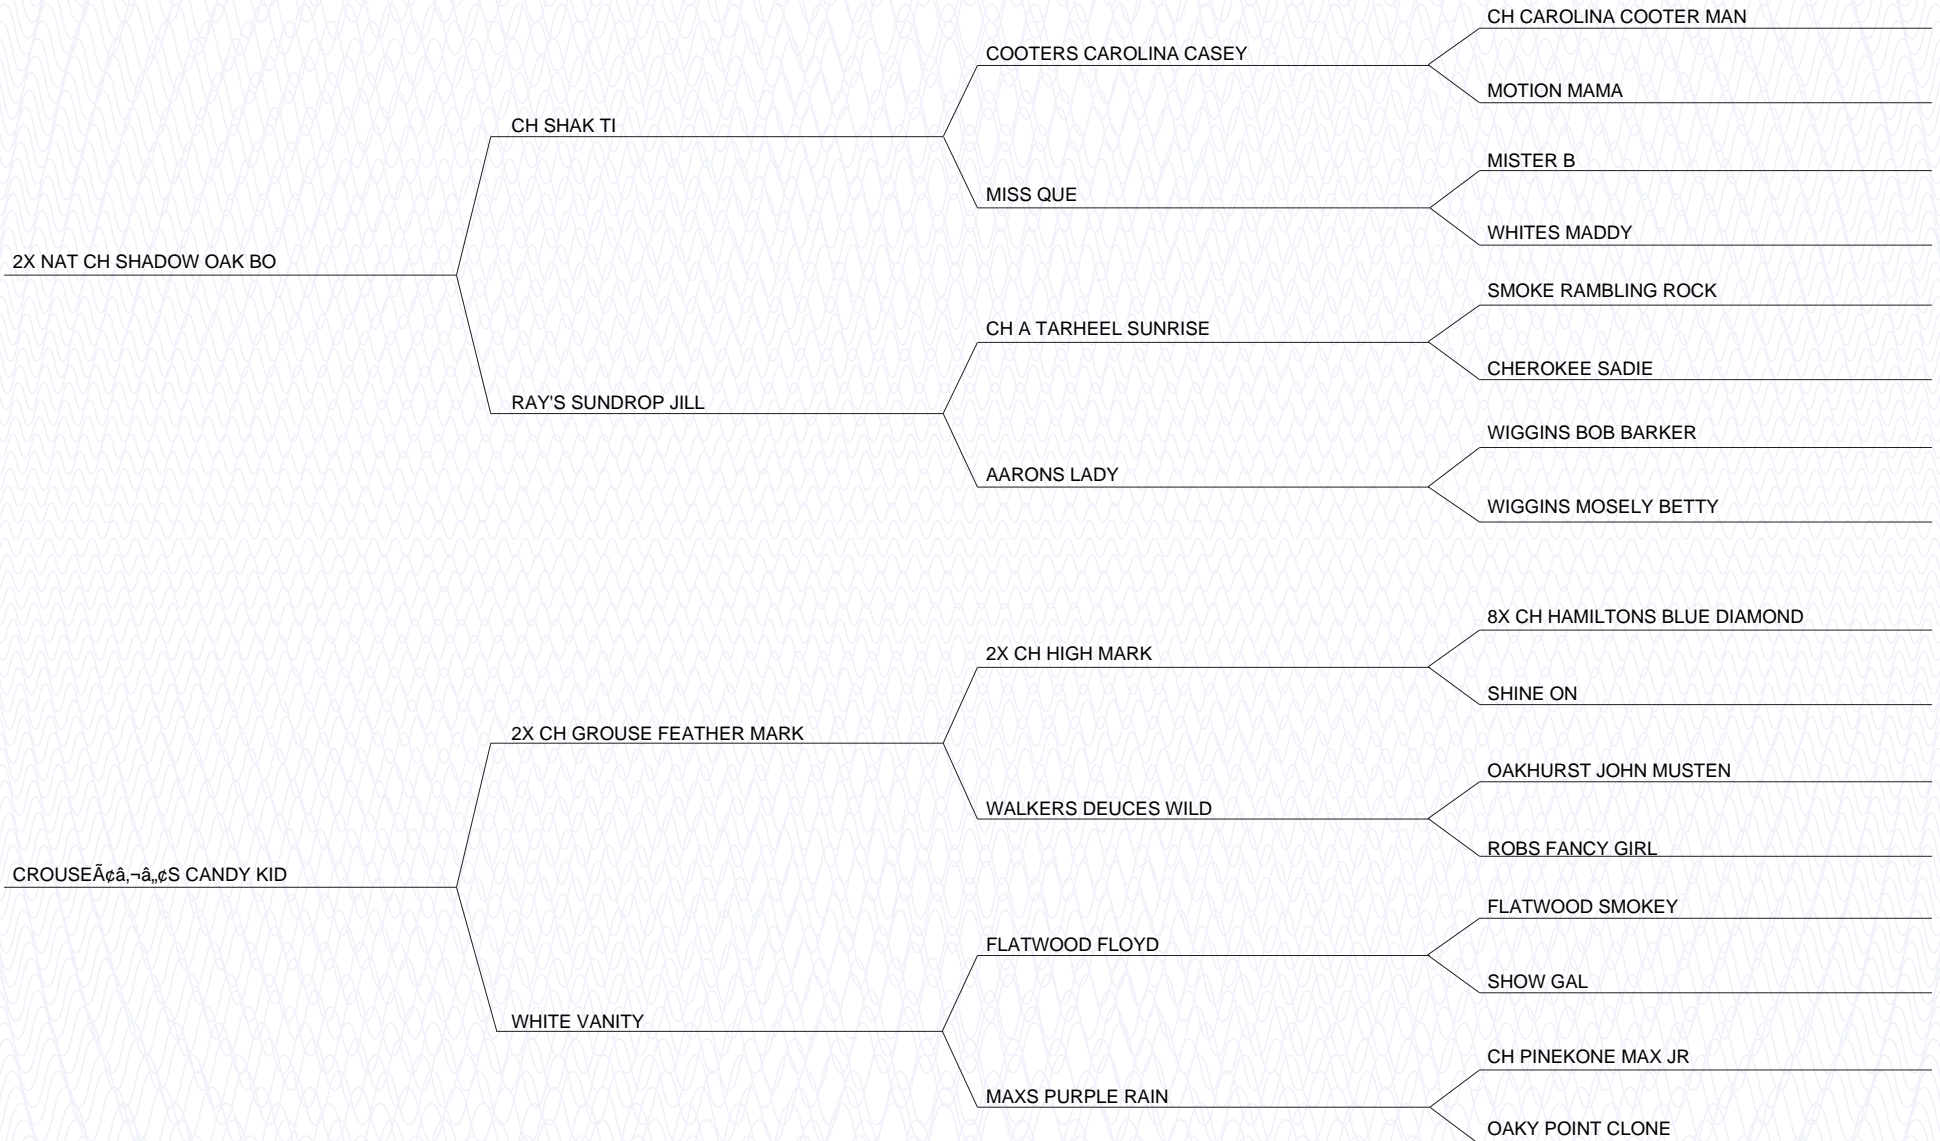 CH CAROLINA COOTER MAN
COOTERS CAROLINA CASEY
MOTION MAMA
CH SHAK TI
MISTER B
MISS QUE
WHITES MADDY
2X NAT CH SHADOW OAK BO
SMOKE RAMBLING ROCK
CH A TARHEEL SUNRISE
CHEROKEE SADIE
RAY'S SUNDROP JILL
WIGGINS BOB BARKER
AARONS LADY
WIGGINS MOSELY BETTY
8X CH HAMILTONS BLUE DIAMOND
2X CH HIGH MARK
SHINE ON
2X CH GROUSE FEATHER MARK
OAKHURST JOHN MUSTEN
WALKERS DEUCES WILD
ROBS FANCY GIRL
CROUSEÃ¢â‚¬â„¢S CANDY KID
FLATWOOD SMOKEY
FLATWOOD FLOYD
SHOW GAL
WHITE VANITY
CH PINEKONE MAX JR
MAXS PURPLE RAIN
OAKY POINT CLONE